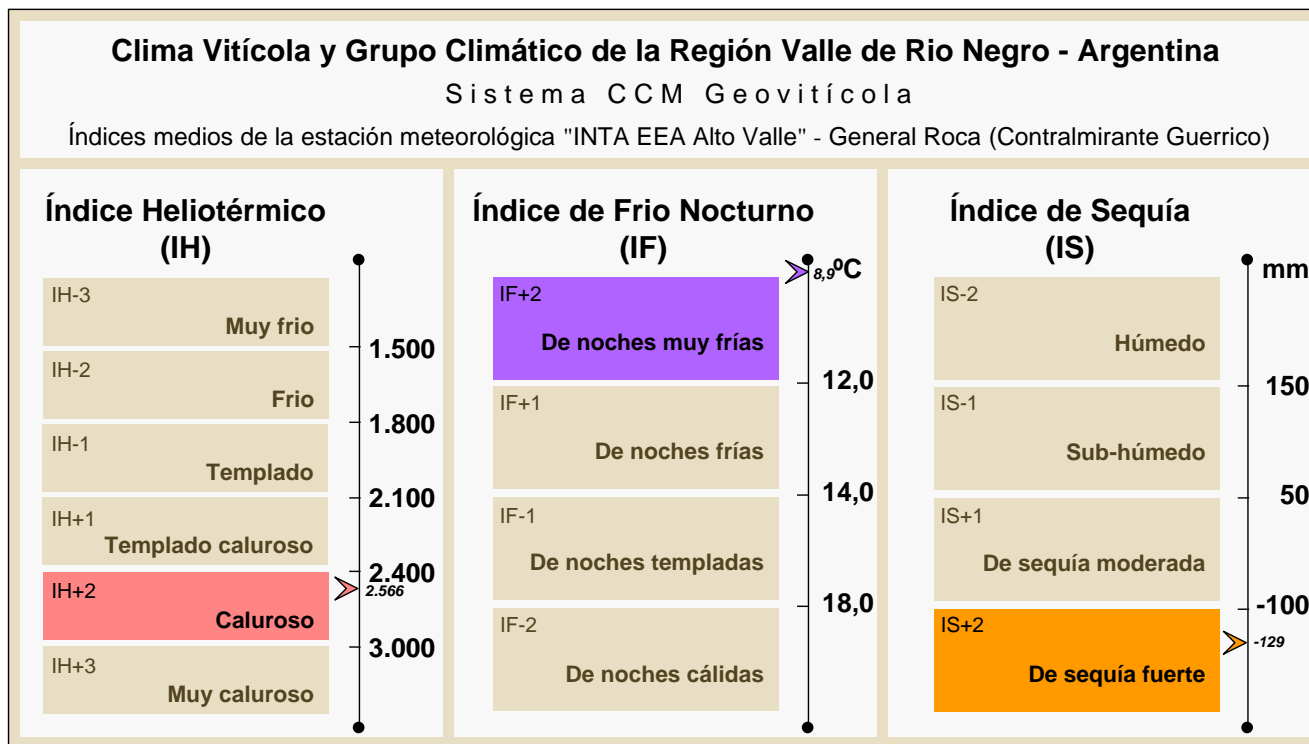 Clima Vitícola y Grupo Climático de la Región Valle de Rio Negro - Argentina
Sistema CCM Geovitícola
Índices medios de la estación meteorológica "INTA EEA Alto Valle" - General Roca (Contralmirante Guerrico)
Índice Heliotérmico
(IH)
IH-3
Muy frio
1.500
IH-2
Frio
1.800
IH-1
Templado
2.100
IH+1
Templado caluroso
2.400
IH+2
2.566
Caluroso
3.000
IH+3
Muy caluroso
Índice de Frio Nocturno
(IF)
8,9 ºC
IF+2
De noches muy frías
12,0
IF+1
De noches frías
14,0
IF-1
De noches templadas
18,0
IF-2
De noches cálidas
Índice de Sequía
(IS)
mm
IS-2
Húmedo
150
IS-1
Sub-húmedo
50
IS+1
De sequía moderada
-100
IS+2
-129
De sequía fuerte